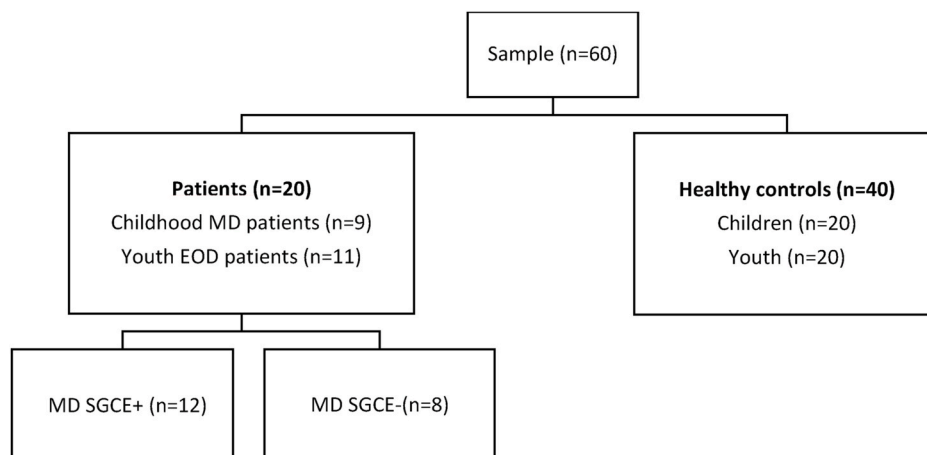 Sample (n=60)
Patients (n=20)
Childhood MD patients (n=9)
Youth EOD patients (n=11)
Healthy controls (n=40)
Children (n=20)
Youth (n=20)
MD SGCE+ (n=12)
MD SGCE-(n=8)